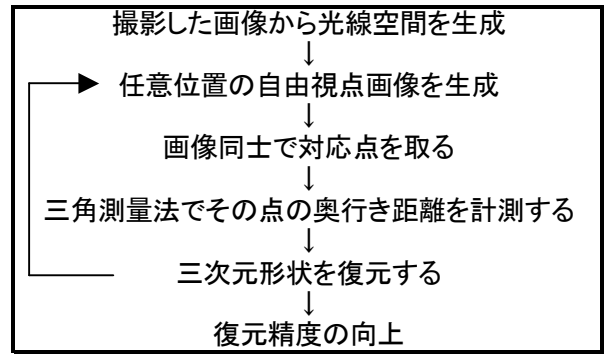 撮影した画像から光線空間を生成
↓
任意位置の自由視点画像を生成
↓
画像同士で対応点を取る
↓
三角測量法でその点の奥行き距離を計測する
↓
三次元形状を復元する
↓
復元精度の向上